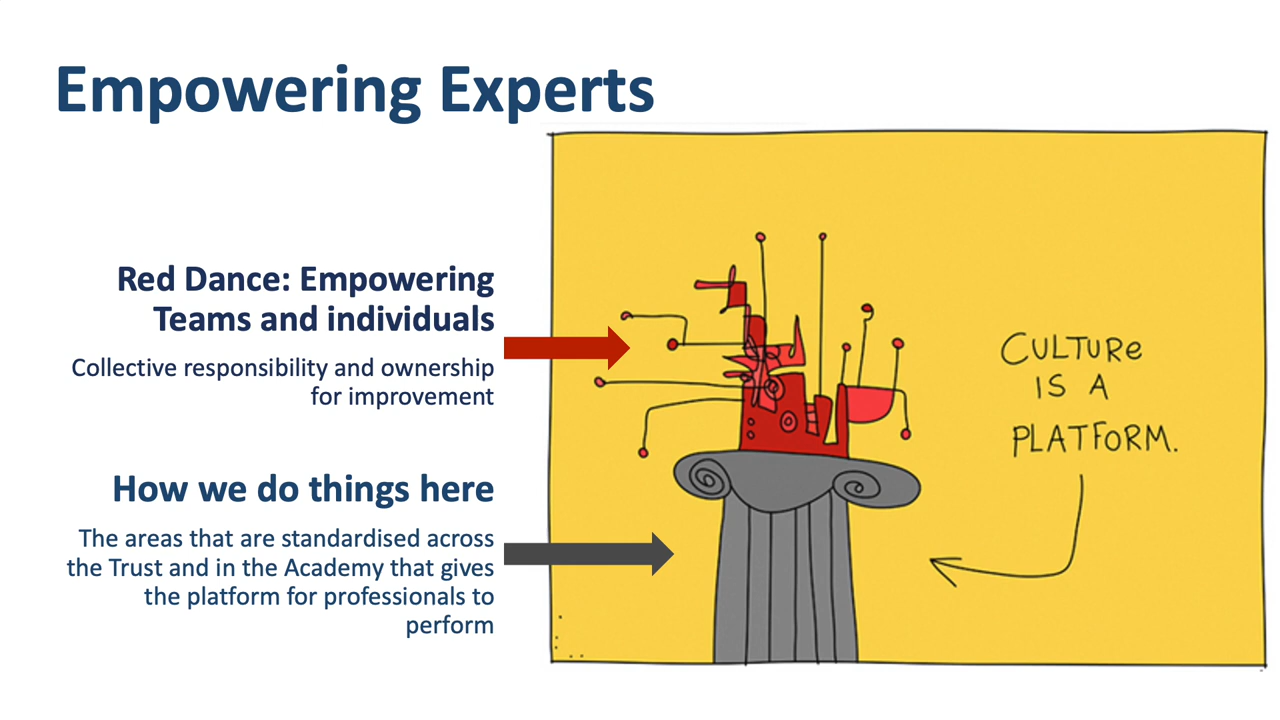 Empowering Experts
Red Dance: Empowering
Teams and individuals
Collective responsibility and ownership
for improvement
How we do things here
The areas that are standardised across
the Trust and in the Academy that gives
the platform for professionals to
perform
CULTURe
IS A
PLATFORM.